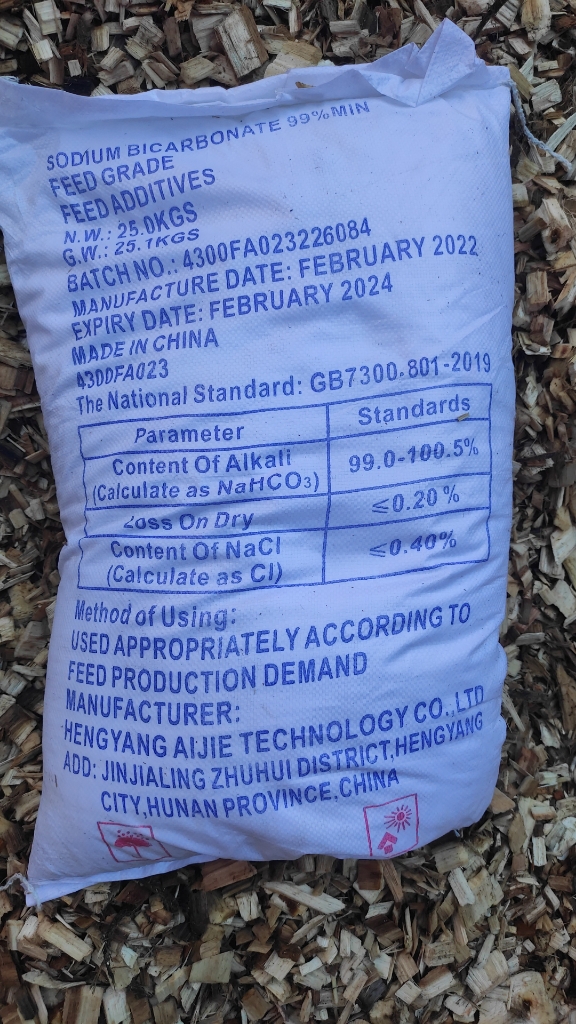 SODIUM BICARBONATE 99%MIN
FEED GRADE
FEED ADDITIVES
N.W.: 25.0KGS
G.W.: 25.1KGS
BATCH NO.: 4300FA023226084
MANUFACTURE DATE: FEBRUARY 2022
EXPIRY DATE: FEBRUARY 2024
MADE IN CHINA
4300FA023
The National Standard: GB7300.801-2019
Parameter Standards
Content Of Alkali
(Calculate as NaHCO₃) 99.0-100.5%
Loss On Dry ≤0.20%
Content Of NaCl
(Calculate as Cl) ≤0.40%
Method of Using:
USED APPROPRIATELY ACCORDING TO
FEED PRODUCTION DEMAND
MANUFACTURER:
HENGYANG AIJIE TECHNOLOGY CO.,LTD
ADD: JINJIALING ZHUHUI DISTRICT,HENGYANG
CITY,HUNAN PROVINCE,CHINA